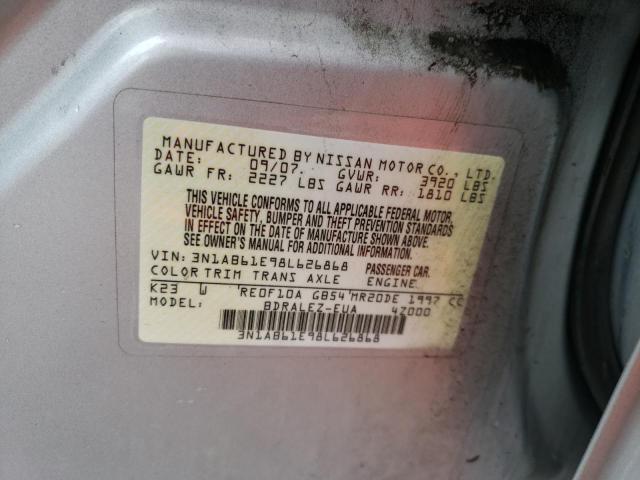 MANUFACTURED BY NISSAN MOTOR CO., LTD.
DATE: 09/07. GVWR: 3920 LBS
GAWR FR: 2227 LBS GAWR RR: 1810 LBS
THIS VEHICLE CONFORMS TO ALL APPLICABLE FEDERAL MOTOR
VEHICLE SAFETY, BUMPER AND THEFT PREVENTION STANDARDS
IN EFFECT ON THE DATE OF MANUFACTURE SHOWN ABOVE.
SEE OWNER'S MANUAL FOR ADDITIONAL INFORMATION.
VIN: 3N1AB61E98L626868 PASSENGER CAR.
COLOR TRIM TRANS AXLE ENGINE
K23 W RE0F10A GB54 MR20DE 1997 CC
MODEL: BDRALEZ-EUA 4Z000
3N1AB61E98L626868